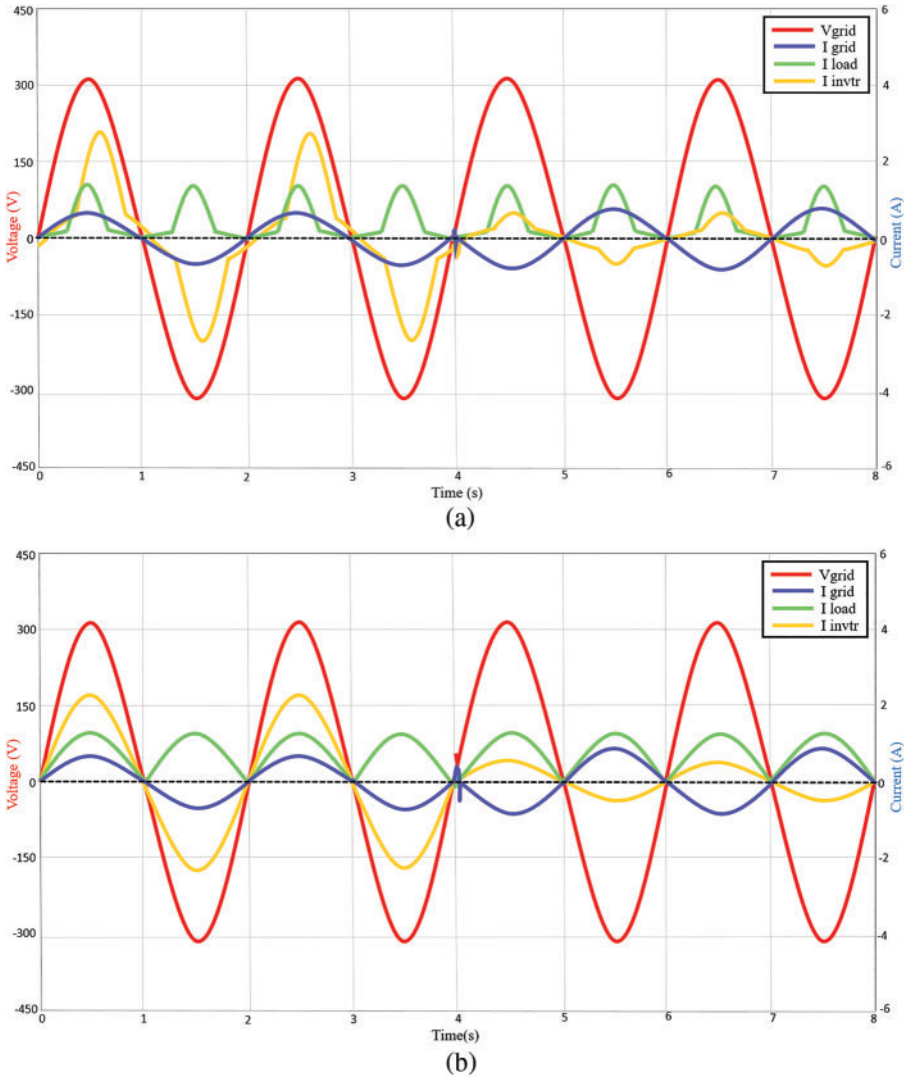 450
300
150
0
-150
-300
-450
Voltage (V)
6
4
2
0
-2
-4
-6
Current (A)
Vgrid
I grid
I load
I invtr
0 1 2 3 4 5 6 7 8
Time (s)
(a)
450
300
150
0
-150
-300
-450
Voltage (V)
6
4
2
0
-2
-4
-6
Current (A)
Vgrid
I grid
I load
I invtr
0 1 2 3 4 5 6 7 8
Time(s)
(b)